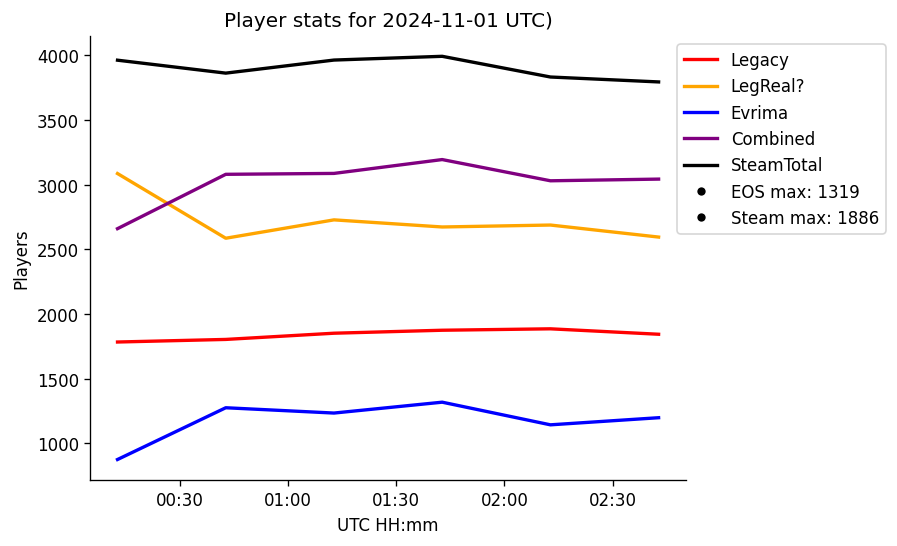 Player stats for 2024-11-01 UTC)
Players
4000
3500
3000
2500
2000
1500
1000
00:30
01:00
01:30
02:00
02:30
UTC HH:mm
Legacy
LegReal?
Evrima
Combined
SteamTotal
EOS max: 1319
Steam max: 1886